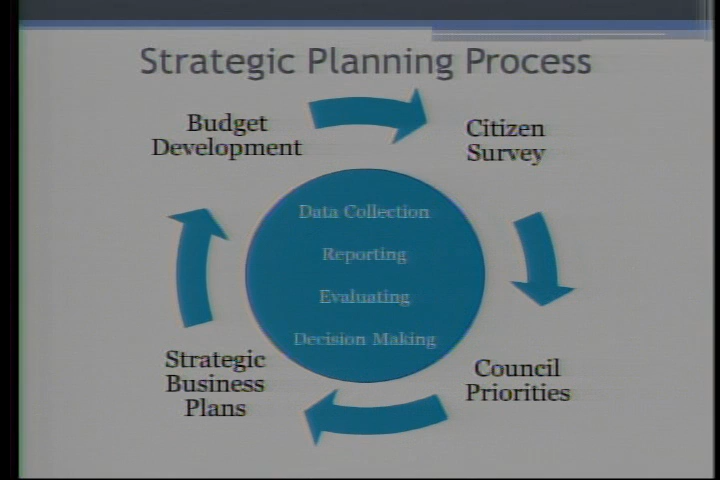 Strategic Planning Process
Budget
Development
Citizen
Survey
Data Collection
Reporting
Evaluating
Decision Making
Strategic
Business
Plans
Council
Priorities